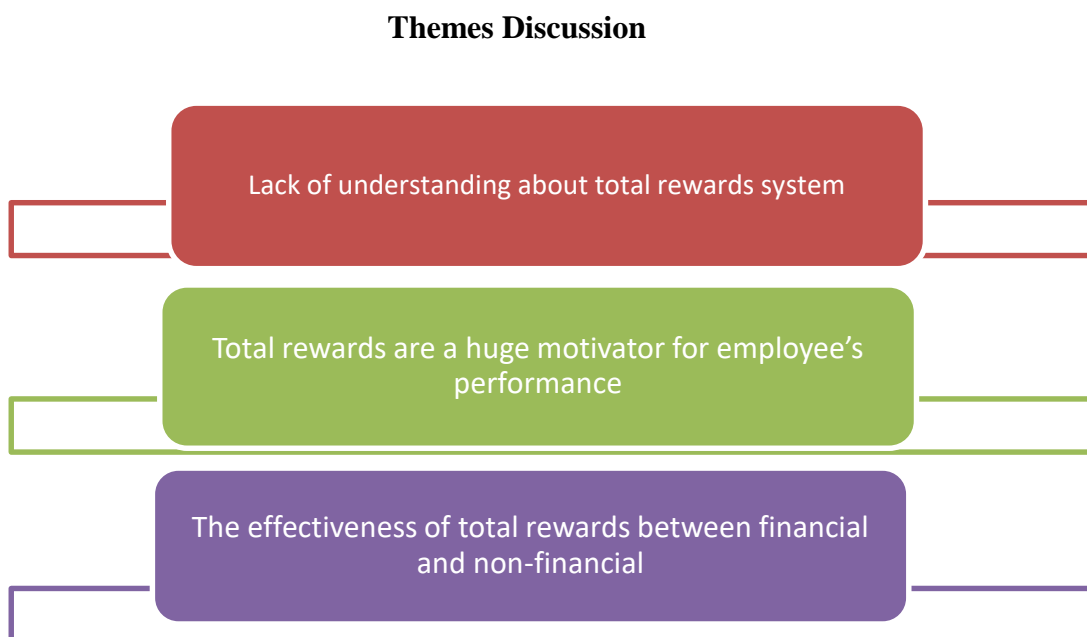 Themes Discussion
Lack of understanding about total rewards system
Total rewards are a huge motivator for employee’s
performance
The effectiveness of total rewards between financial
and non-financial